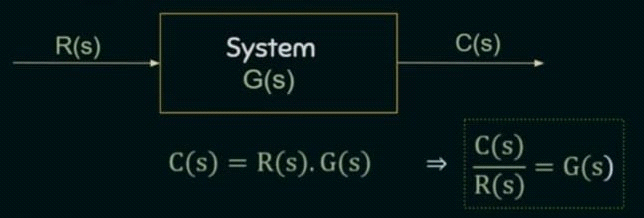 R(s)
System
G(s)
C(s)
C(s) = R(s). G(s) ⇒ C(s)/R(s) = G(s)